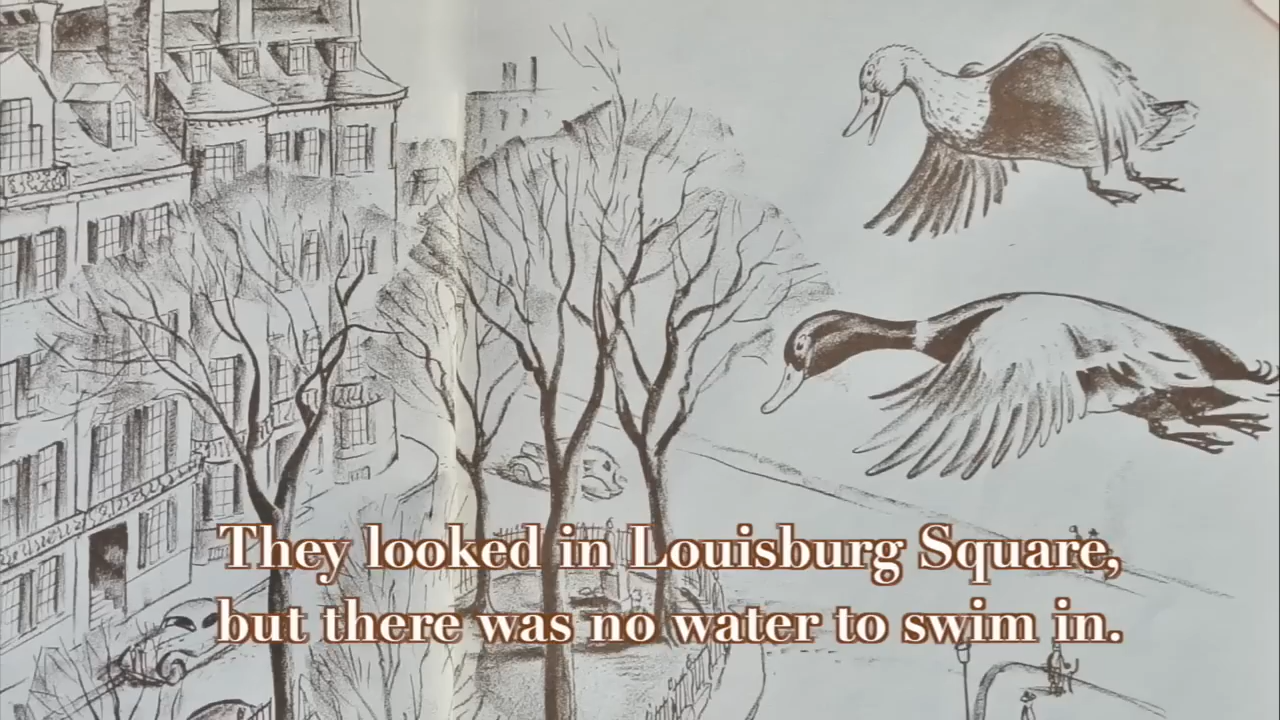 They looked in Louisburg Square,
but there was no water to swim in.